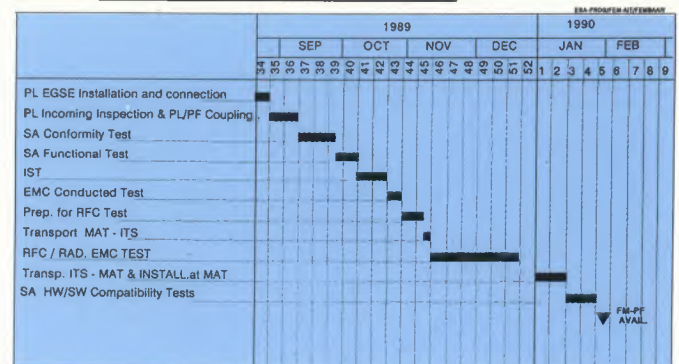 1989 1990
SEP OCT NOV DEC JAN FEB
34 35 36 37 38 39 40 41 42 43 44 45 46 47 48 49 50 51 52 1 2 3 4 5 6 7 8 9
PL EGSE Installation and connection
PL Incoming Inspection & PL/PF Coupling
SA Conformity Test
SA Functional Test
IST
EMC Conducted Test
Prep. for RFC Test
Transport MAT - ITS
RFC / RAD. EMC TEST
Transp. ITS - MAT & INSTALL.at MAT
SA HW/SW Compatibility Tests
FM-PF
AVAIL.